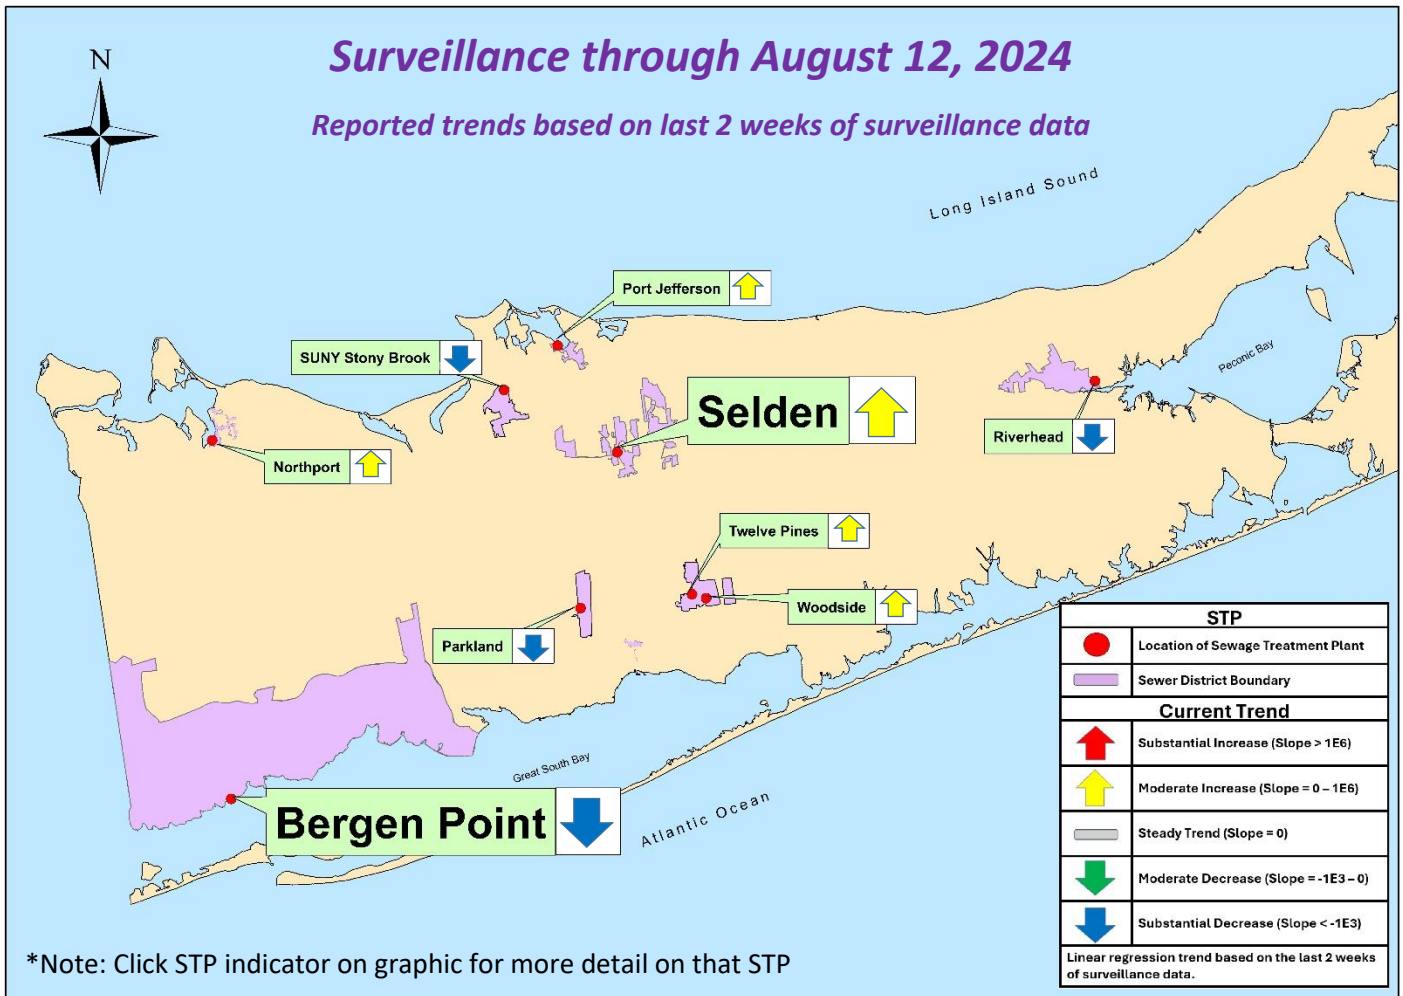 Surveillance through August 12, 2024
Reported trends based on last 2 weeks of surveillance data
N
Long Island Sound
Port Jefferson
SUNY Stony Brook
Peconic Bay
Selden
Riverhead
Northport
Twelve Pines
Woodside
Parkland
Great South Bay
Atlantic Ocean
Bergen Point
STP
Location of Sewage Treatment Plant
Sewer District Boundary
Current Trend
Substantial Increase (Slope > 1E6)
Moderate Increase (Slope = 0 – 1E6)
Steady Trend (Slope = 0)
Moderate Decrease (Slope = -1E3 – 0)
Substantial Decrease (Slope < -1E3)
Linear regression trend based on the last 2 weeks
of surveillance data.
*Note: Click STP indicator on graphic for more detail on that STP